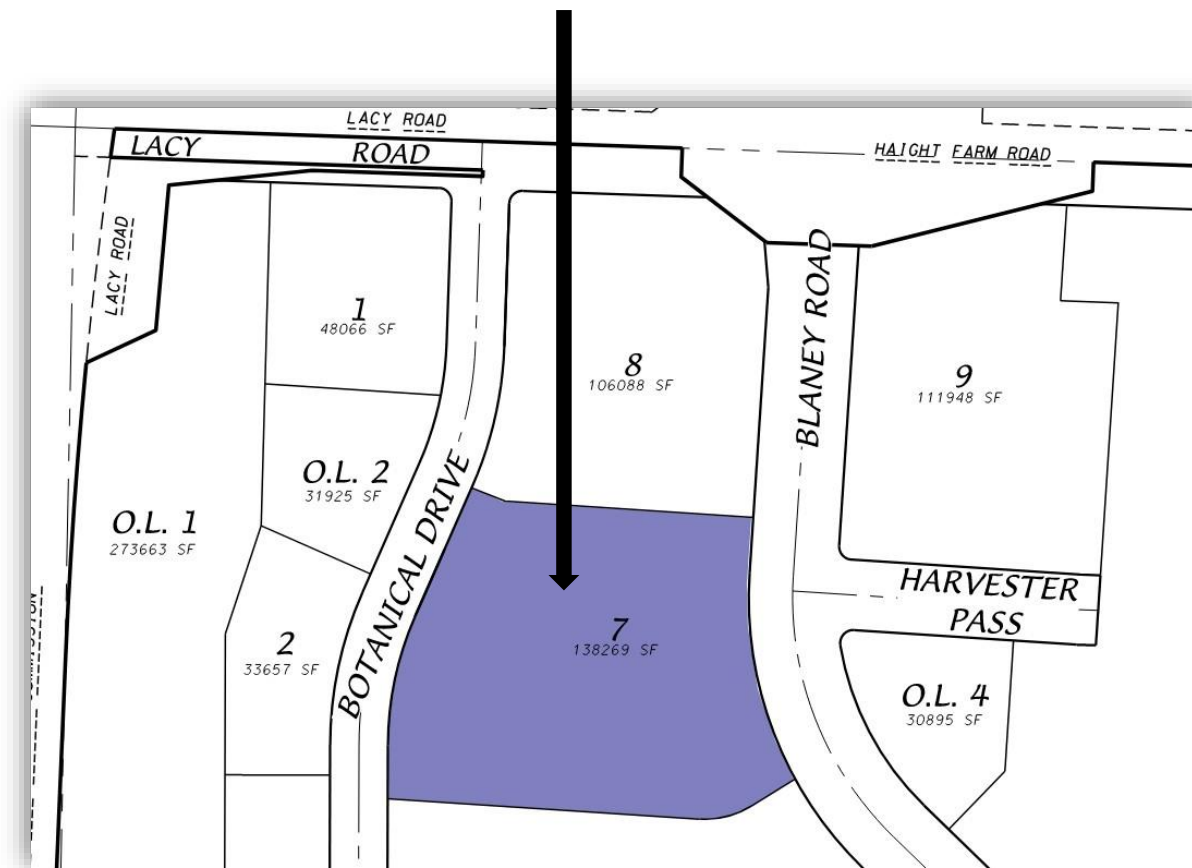 LACY ROAD
LACY ROAD
HAIGHT FARM ROAD
LACY ROAD
1
48066 SF
8
106088 SF
BLANEY ROAD
9
111948 SF
O.L. 2
31925 SF
O.L. 1
273663 SF
BOTANICAL DRIVE
HARVESTER
PASS
7
138269 SF
2
33657 SF
O.L. 4
30895 SF